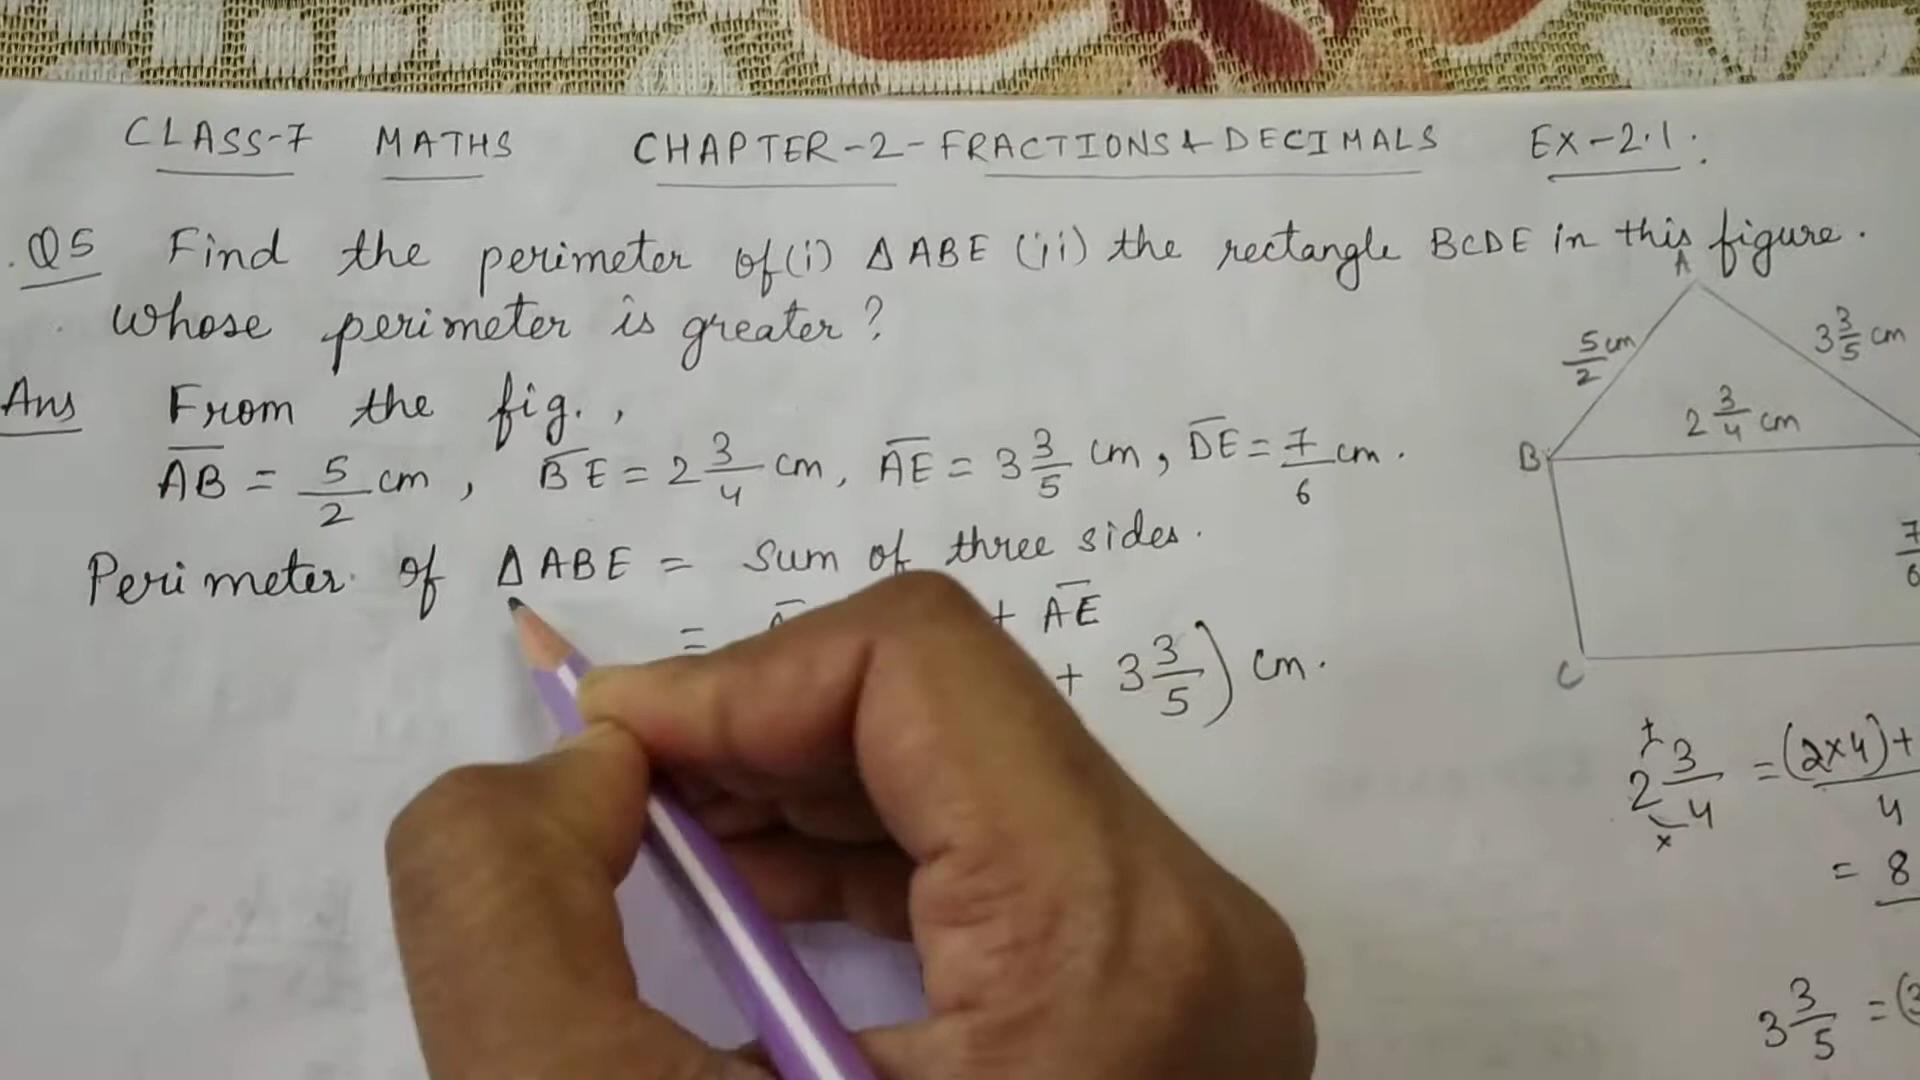 CLASS-7 MATHS CHAPTER-2-FRACTIONS & DECIMALS EX-2.1:
Q5 Find the perimeter of (i) Δ ABE (ii) the rectangle BCDE in this figure.
whose perimeter is greater?
Ans From the fig.,
AB = 5/2 cm, BE = 2 3/4 cm, AE = 3 3/5 cm, DE = 7/6 cm.
Perimeter of Δ ABE = Sum of three sides.
= + AE
+ 3 3/5) cm.
A
5/2 cm
3 3/5 cm
2 3/4 cm
B
7/6
C
2 3/4 = (2×4)+ / 4
+
×
= 8
3 3/5 = (3